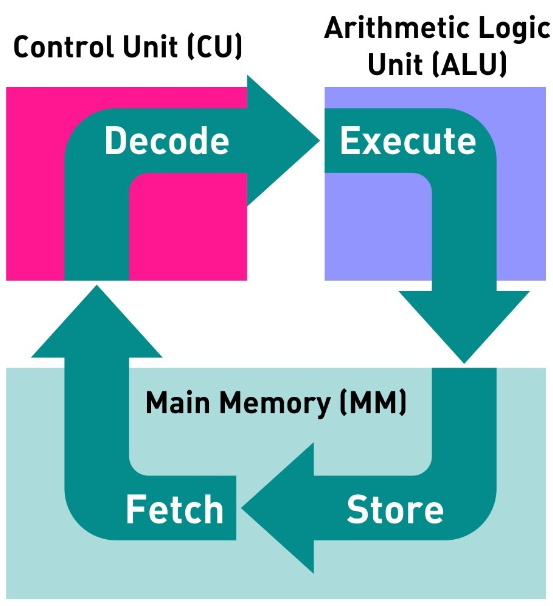 Control Unit (CU)
Arithmetic Logic
Unit (ALU)
Decode
Execute
Main Memory (MM)
Fetch
Store